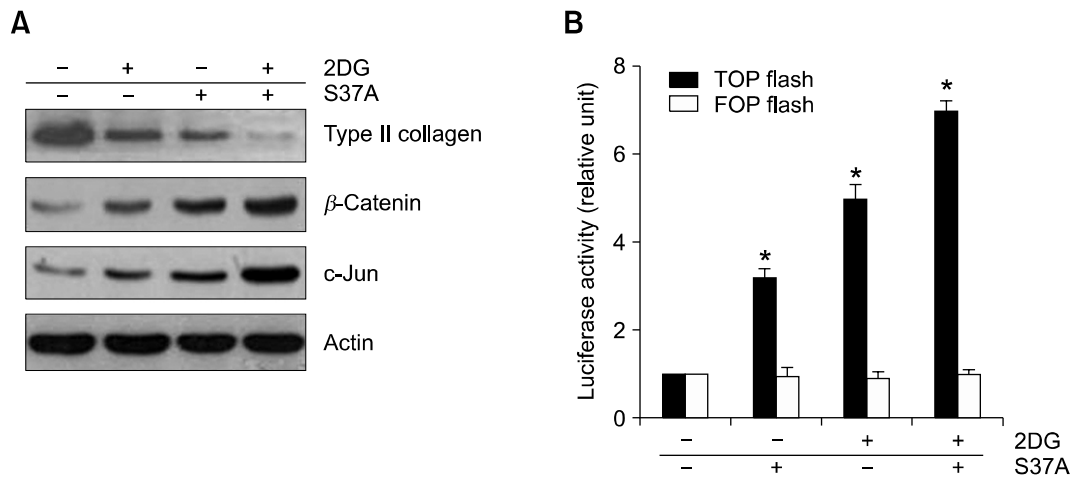 A
− + − + 2DG
− − + + S37A
Type II collagen
β-Catenin
c-Jun
Actin
B
Luciferase activity (relative unit)
8
6
4
2
0
TOP flash
FOP flash
*
*
*
− − + + 2DG
− + − + S37A